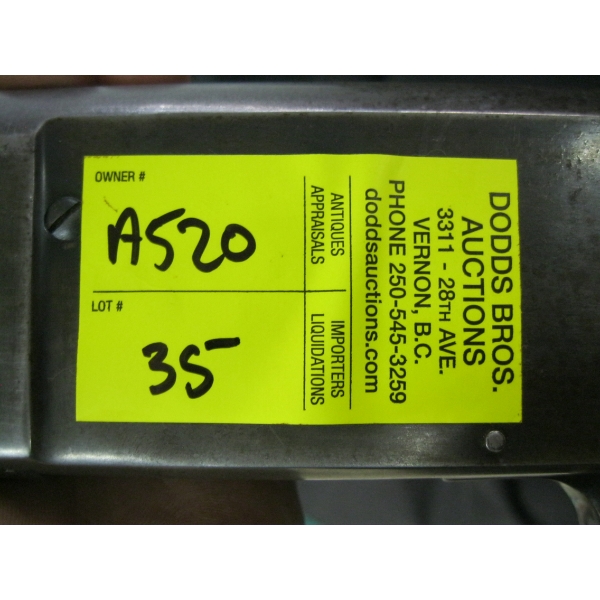 OWNER #
A520
LOT #
35
ANTIQUES
APPRAISALS
IMPORTERS
LIQUIDATIONS
DODDS BROS.
AUCTIONS
3311 - 28TH AVE.
VERNON, B.C.
PHONE 250-545-3259
doddsauctions.com